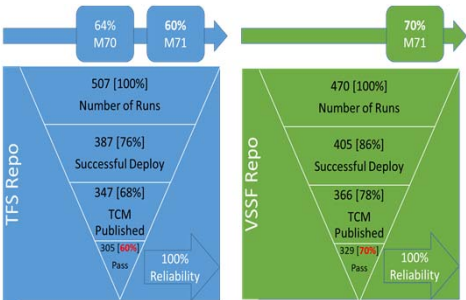 64%
M70
60%
M71
TFS Repo
507 [100%]
Number of Runs
387 [76%]
Successful Deploy
347 [68%]
TCM
Published
305 [60%]
Pass
100%
Reliability
70%
M71
VSSF Repo
470 [100%]
Number of Runs
405 [86%]
Successful Deploy
366 [78%]
TCM
Published
329 [70%]
Pass
100%
Reliability